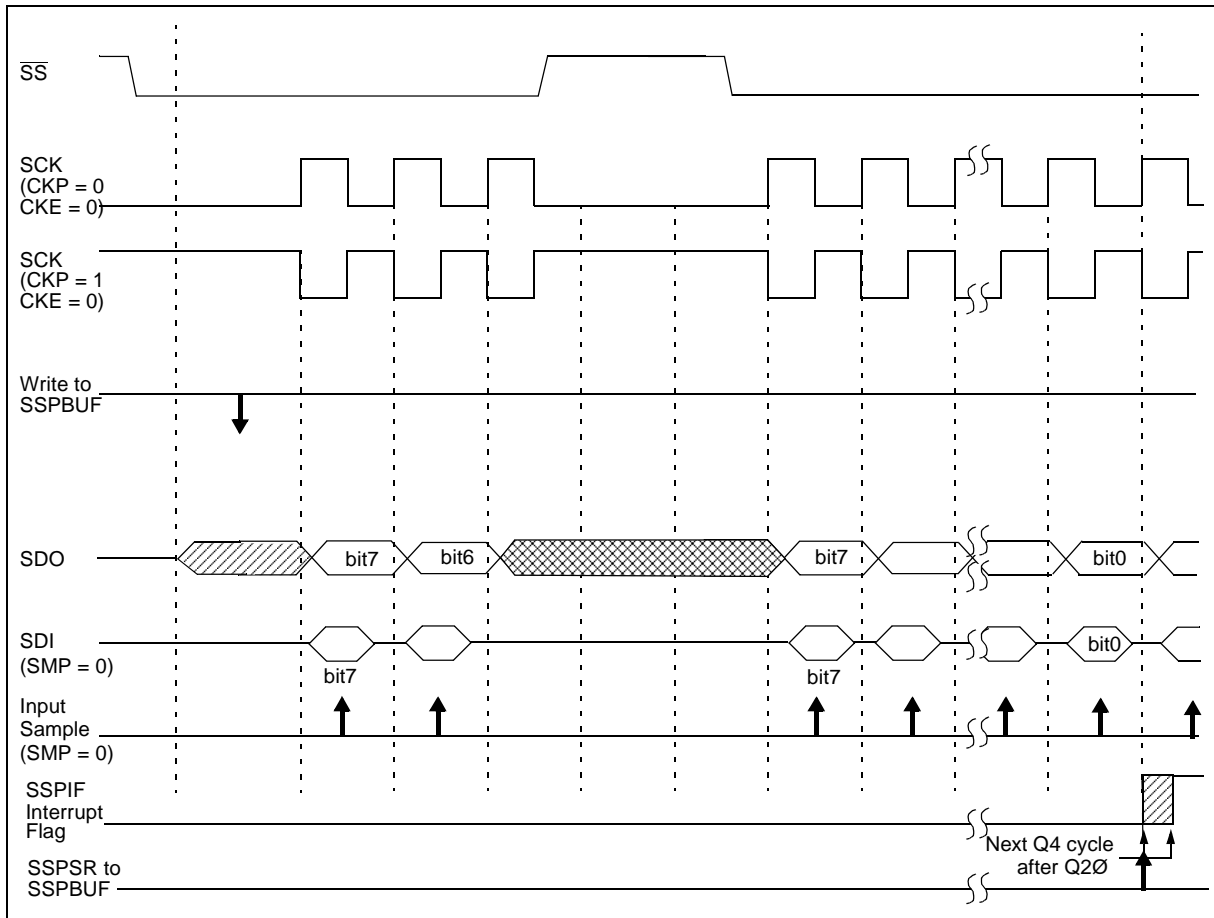 SS
SCK
(CKP = 0
CKE = 0)
SCK
(CKP = 1
CKE = 0)
Write to
SSPBUF
SDO
bit7
bit6
bit7
bit0
SDI
(SMP = 0)
bit7
bit7
bit0
Input
Sample
(SMP = 0)
SSPIF
Interrupt
Flag
Next Q4 cycle
after Q2Ø
SSPSR to
SSPBUF